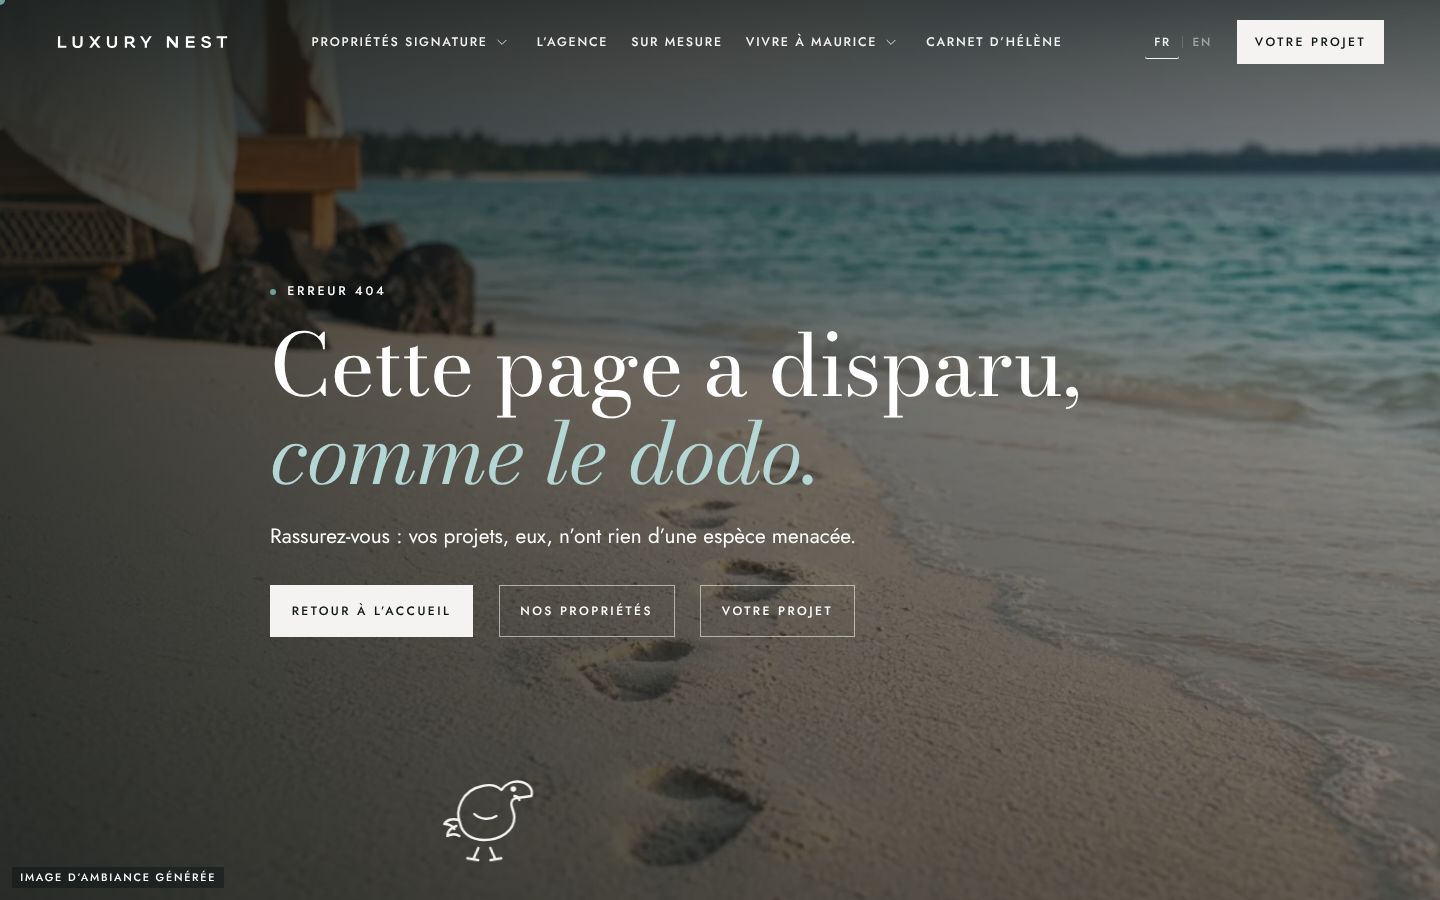 LUXURY NEST
PROPRIÉTÉS SIGNATURE
L’AGENCE
SUR MESURE
VIVRE À MAURICE
CARNET D’HÉLÈNE
FR
EN
VOTRE PROJET
ERREUR 404
Cette page a disparu,
comme le dodo.
Rassurez-vous : vos projets, eux, n’ont rien d’une espèce menacée.
RETOUR À L’ACCUEIL
NOS PROPRIÉTÉS
VOTRE PROJET
IMAGE D’AMBIANCE GÉNÉRÉE